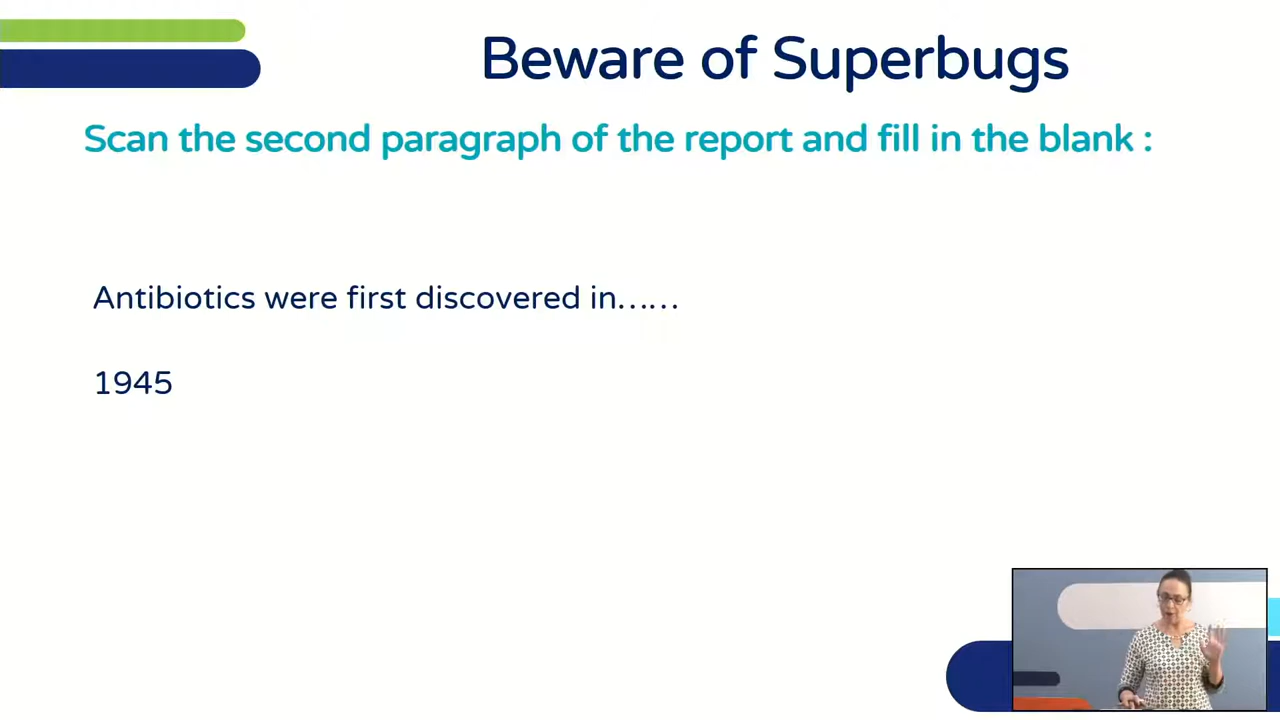 Beware of Superbugs
Scan the second paragraph of the report and fill in the blank :
Antibiotics were first discovered in……
1945